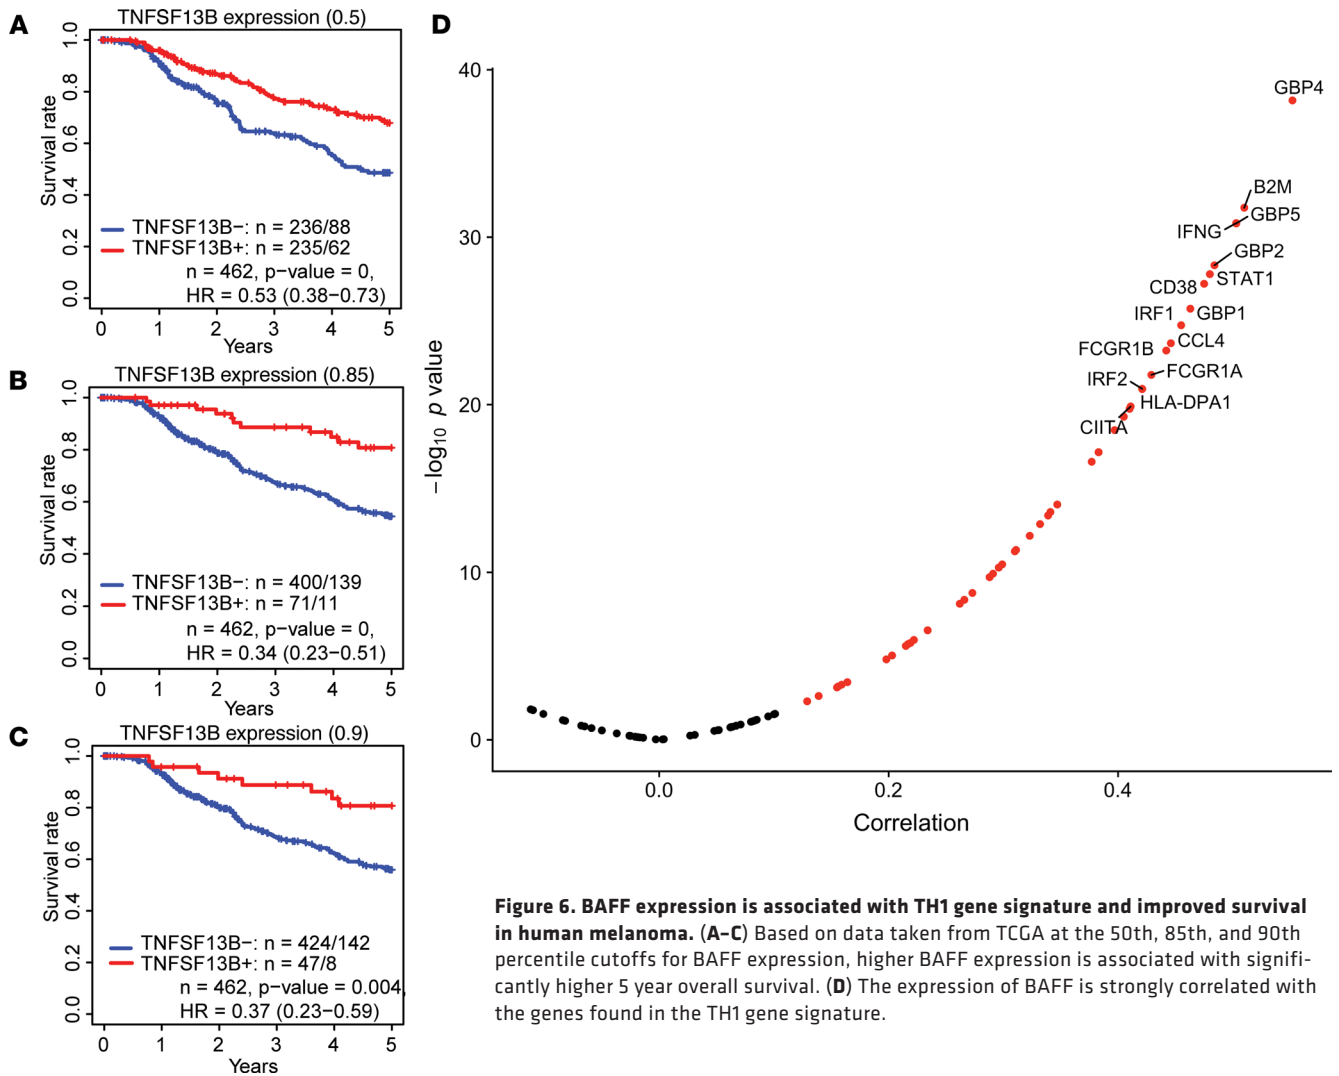 A
TNFSF13B expression (0.5)
Survival rate
1.0
0.8
0.6
0.4
0.2
0.0
TNFSF13B−: n = 236/88
TNFSF13B+: n = 235/62
n = 462, p−value = 0,
HR = 0.53 (0.38−0.73)
0 1 2 3 4 5
Years
B
TNFSF13B expression (0.85)
Survival rate
1.0
0.8
0.6
0.4
0.2
0.0
TNFSF13B−: n = 400/139
TNFSF13B+: n = 71/11
n = 462, p−value = 0,
HR = 0.34 (0.23−0.51)
0 1 2 3 4 5
Years
C
TNFSF13B expression (0.9)
Survival rate
1.0
0.8
0.6
0.4
0.2
0.0
TNFSF13B−: n = 424/142
TNFSF13B+: n = 47/8
n = 462, p−value = 0.004,
HR = 0.37 (0.23−0.59)
0 1 2 3 4 5
Years
D
−log10 p value
40
30
20
10
0
GBP4
B2M
GBP5
IFNG
GBP2
STAT1
CD38
IRF1 GBP1
CCL4
FCGR1B
FCGR1A
IRF2
HLA-DPA1
CIITA
0.0 0.2 0.4
Correlation
Figure 6. BAFF expression is associated with TH1 gene signature and improved survival
in human melanoma. (A–C) Based on data taken from TCGA at the 50th, 85th, and 90th
percentile cutoffs for BAFF expression, higher BAFF expression is associated with signifi-
cantly higher 5 year overall survival. (D) The expression of BAFF is strongly correlated with
the genes found in the TH1 gene signature.